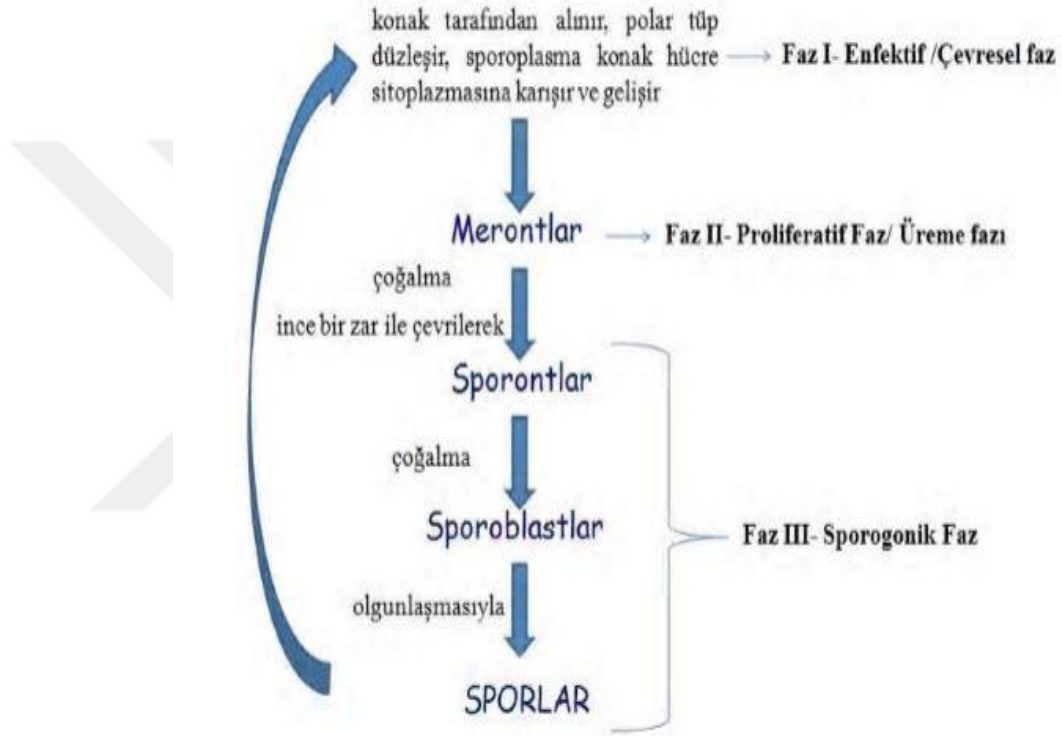 konak tarafından alınır, polar tüp
düzleşir, sporoplasma konak hücre
sitoplazmasına karışır ve gelişir
Faz I- Enfektif /Çevresel faz
Merontlar
Faz II- Proliferatif Faz/ Üreme fazı
çoğalma
ince bir zar ile çevrilerek
Sporontlar
çoğalma
Sporoblastlar
Faz III- Sporogonik Faz
olgunlaşmasıyla
SPORLAR